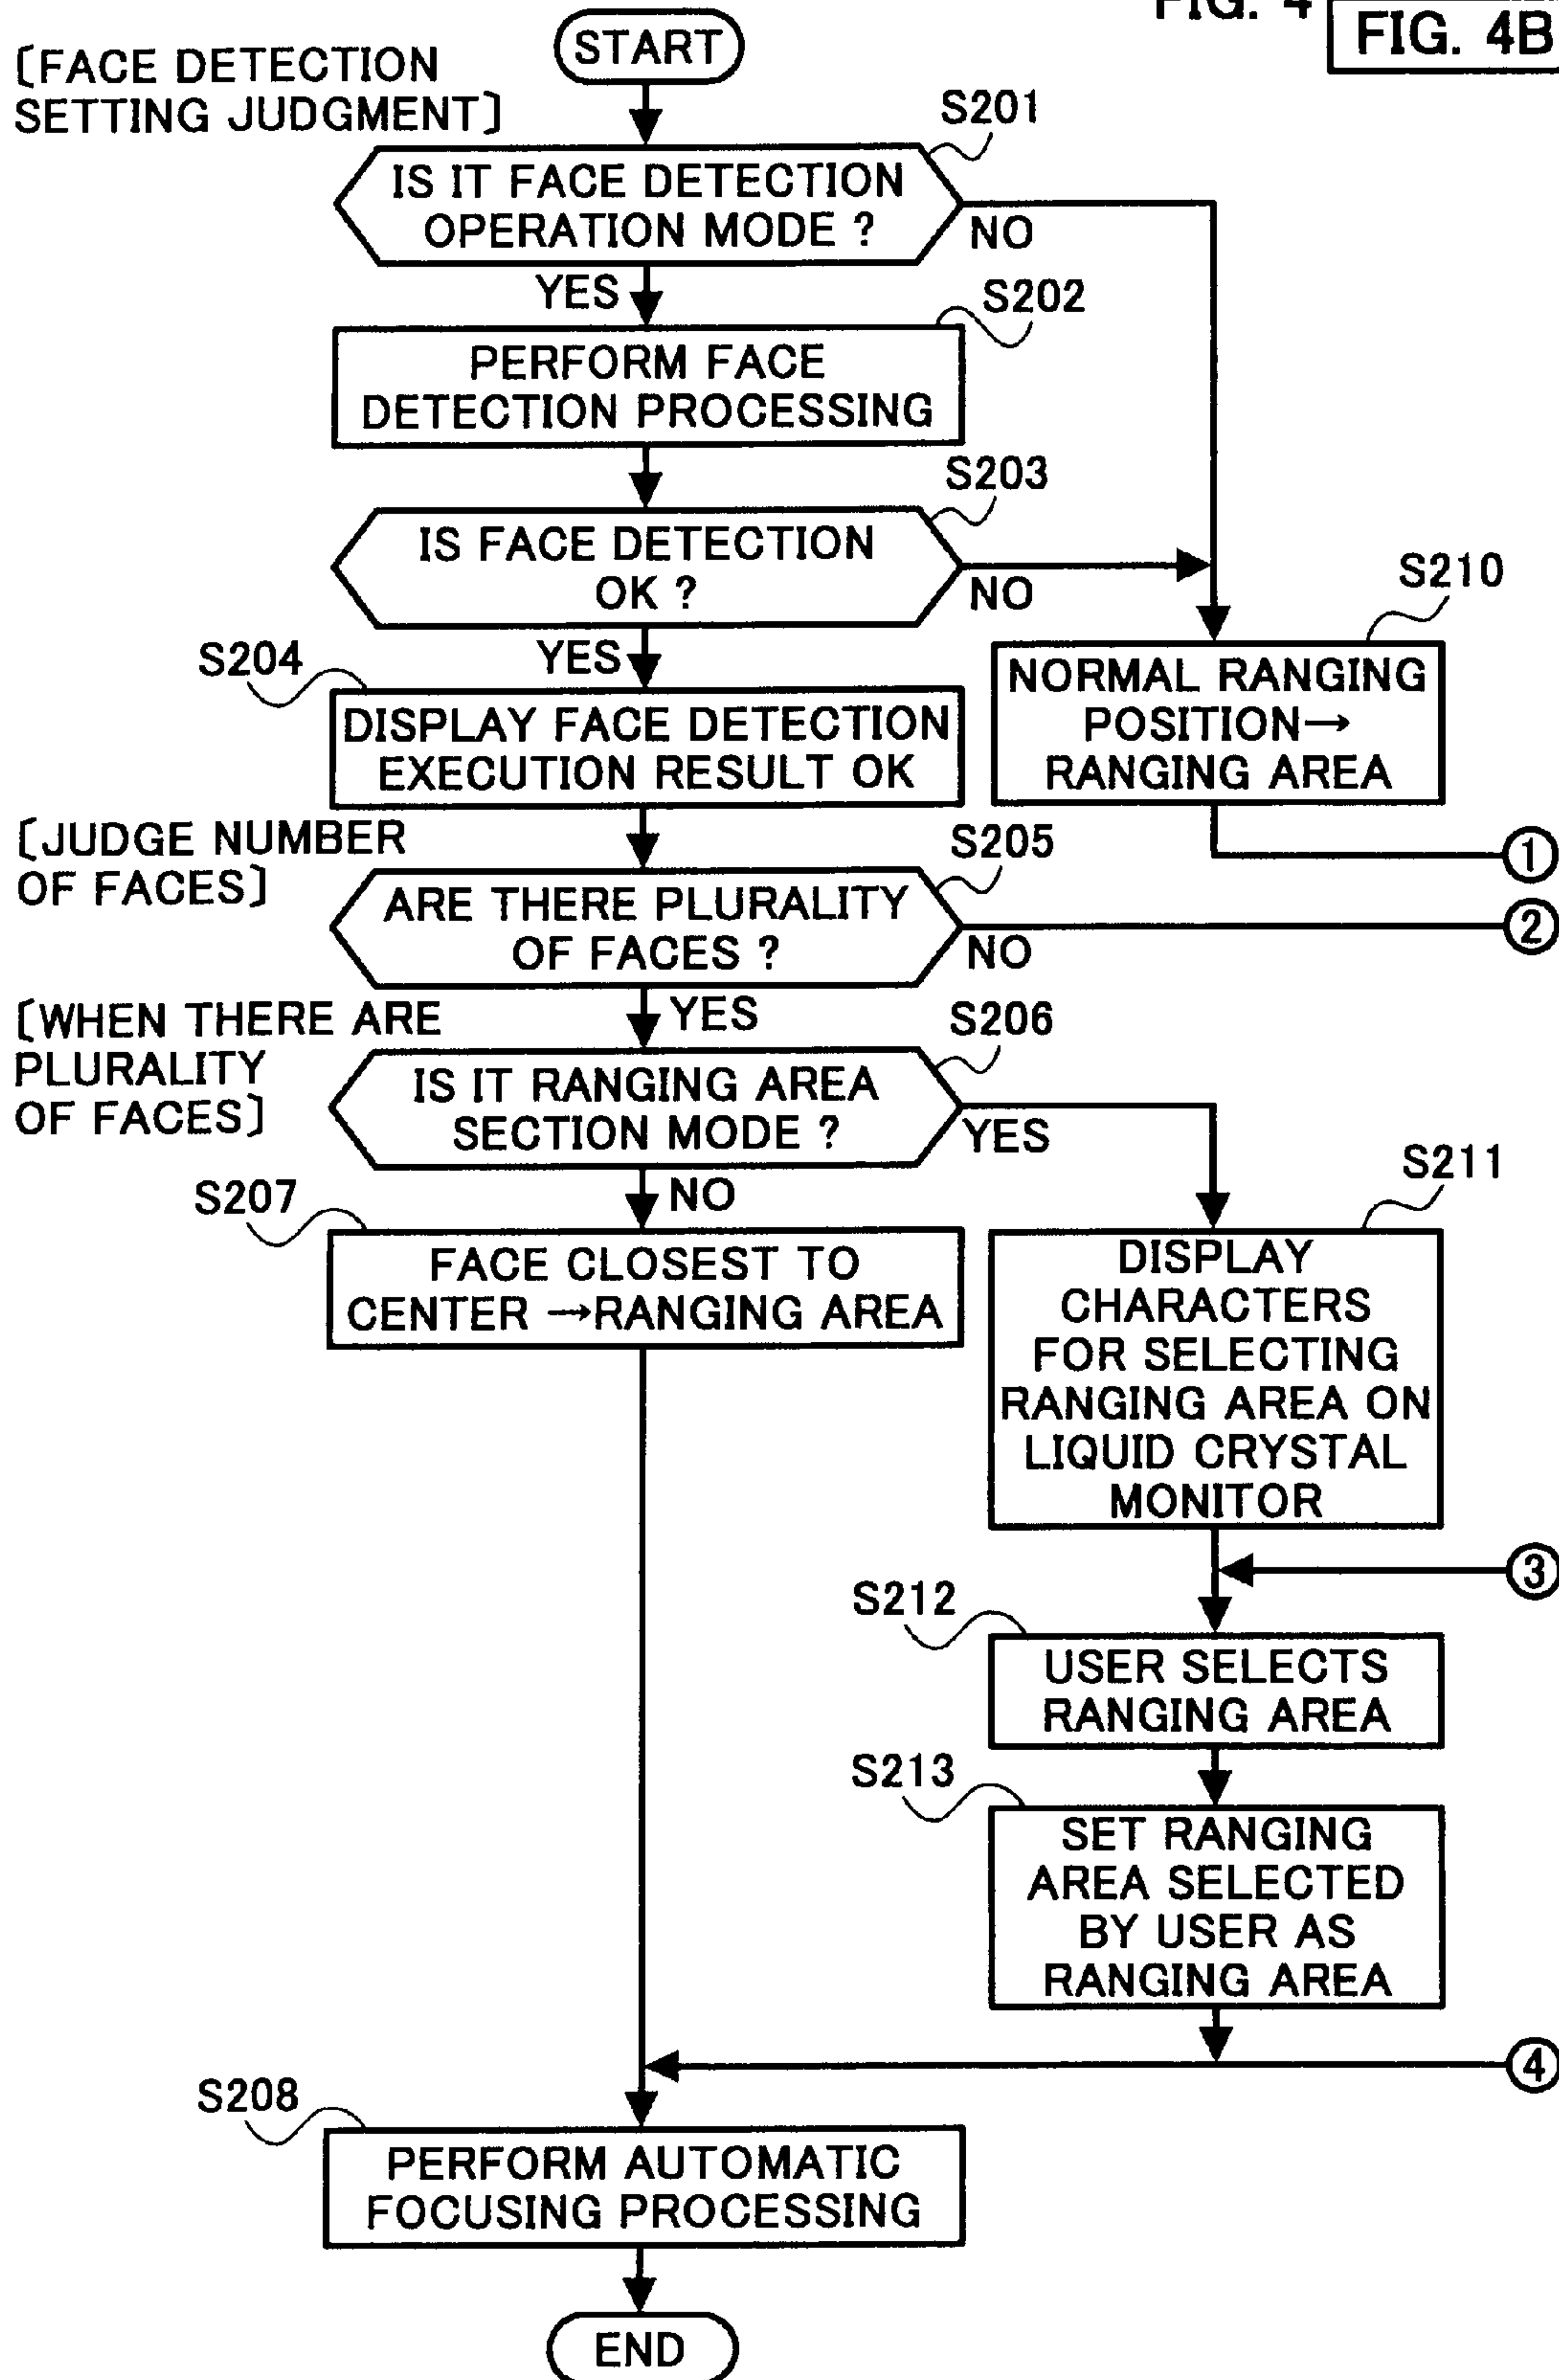 FIG. 4
FIG. 4B
START
[FACE DETECTION
SETTING JUDGMENT]
S201
IS IT FACE DETECTION
OPERATION MODE ?
NO
YES
S202
PERFORM FACE
DETECTION PROCESSING
S203
IS FACE DETECTION
OK ?
NO
S210
YES
S204
NORMAL RANGING
POSITION→
RANGING AREA
DISPLAY FACE DETECTION
EXECUTION RESULT OK
[JUDGE NUMBER
OF FACES]
S205
①
ARE THERE PLURALITY
OF FACES ?
NO
②
[WHEN THERE ARE
PLURALITY
OF FACES]
YES
S206
IS IT RANGING AREA
SECTION MODE ?
YES
S211
S207
NO
FACE CLOSEST TO
CENTER →RANGING AREA
DISPLAY
CHARACTERS
FOR SELECTING
RANGING AREA ON
LIQUID CRYSTAL
MONITOR
③
S212
USER SELECTS
RANGING AREA
S213
SET RANGING
AREA SELECTED
BY USER AS
RANGING AREA
④
S208
PERFORM AUTOMATIC
FOCUSING PROCESSING
END